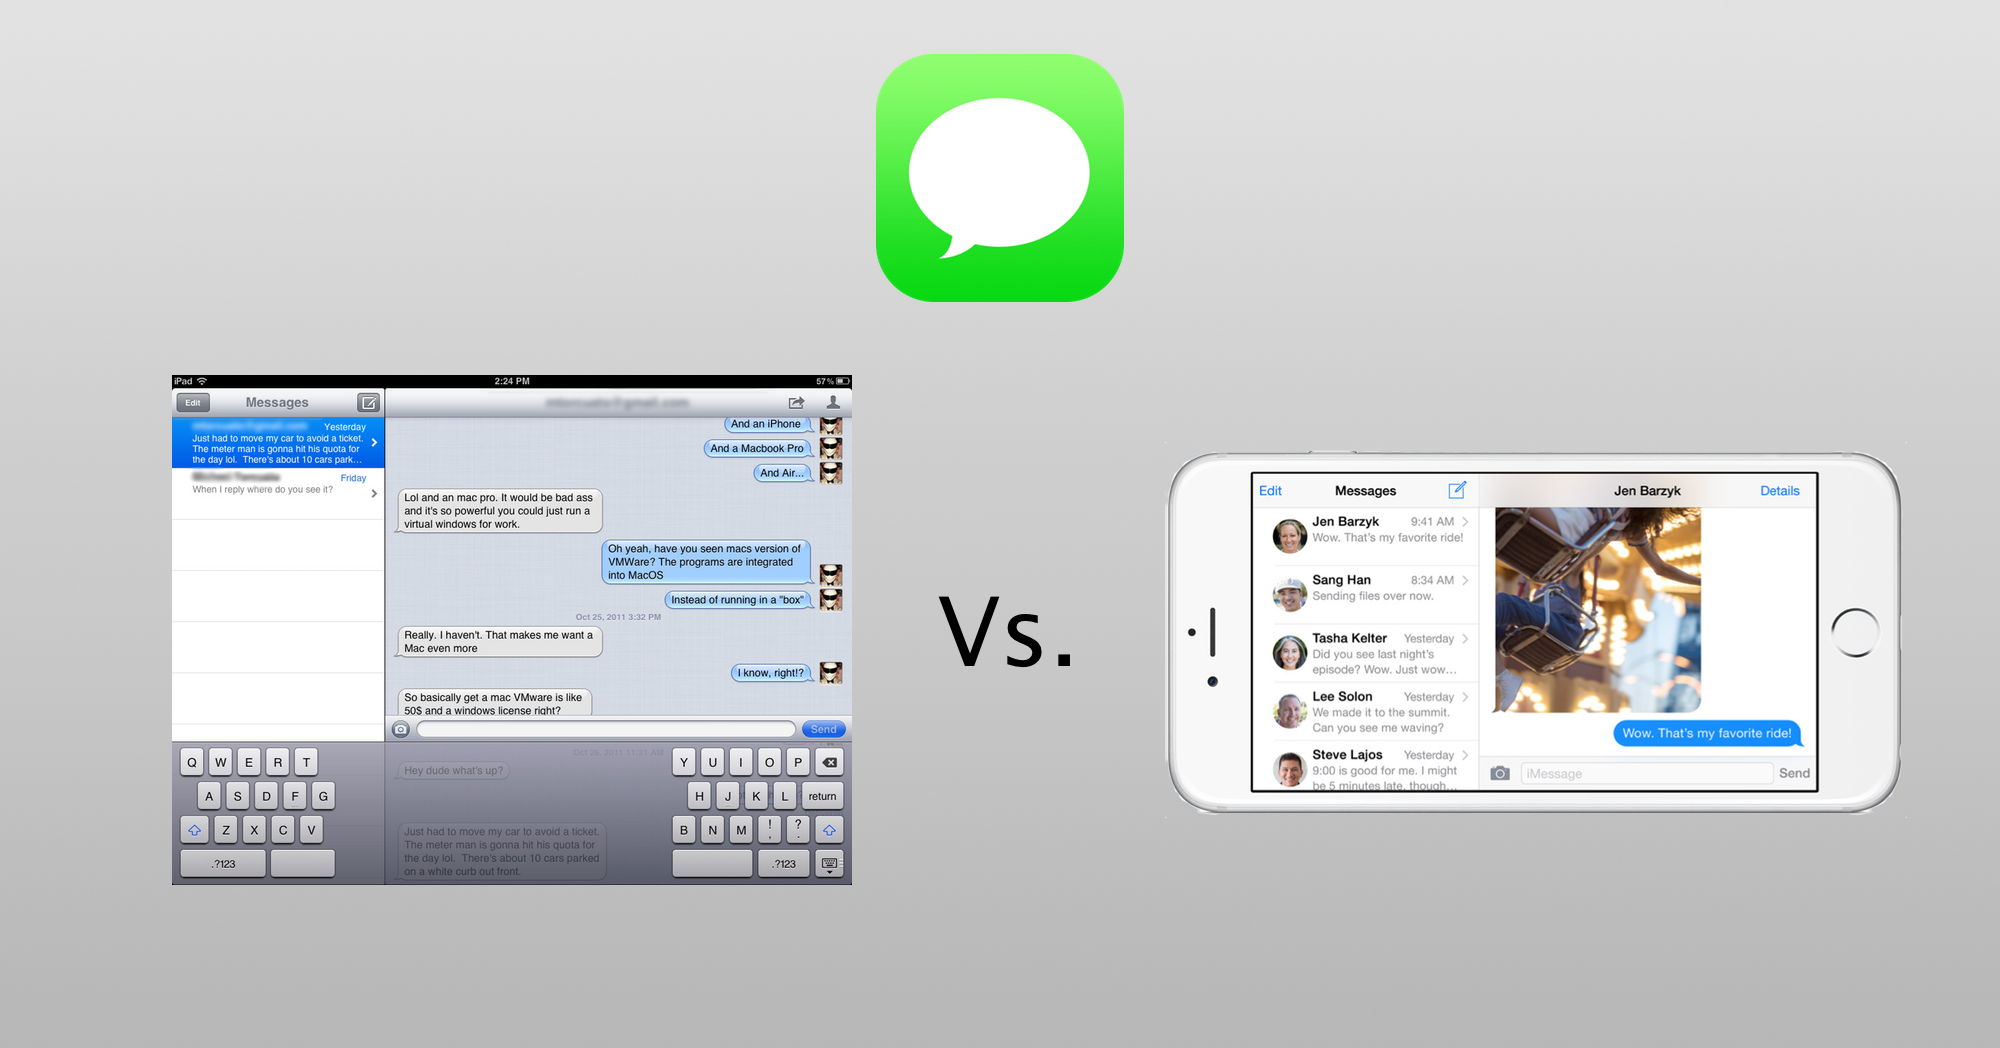 iPad 2:24 PM 57%
Edit Messages
Yesterday
Just had to move my car to avoid a ticket.
The meter man is gonna hit his quota for
the day lol. There's about 10 cars park...
Friday
When I reply where do you see it?
And an iPhone
And a Macbook Pro
And Air...
Lol and an mac pro. It would be bad ass
and it's so powerful you could just run a
virtual windows for work.
Oh yeah, have you seen macs version of
VMWare? The programs are integrated
into MacOS
Instead of running in a "box"
Oct 25, 2011 3:32 PM
Really. I haven't. That makes me want a
Mac even more
I know, right!?
So basically get a mac VMware is like
50$ and a windows license right?
Send
Oct 26, 2011 11:31 AM
Hey dude what's up?
Just had to move my car to avoid a ticket.
The meter man is gonna hit his quota for
the day lol. There's about 10 cars parked
on a white curb out front.
Q W E R T Y U I O P
A S D F G H J K L return
Z X C V B N M ! , ? .
.?123 .?123
Vs.
Edit Messages
Jen Barzyk 9:41 AM
Wow. That's my favorite ride!
Sang Han 8:34 AM
Sending files over now.
Tasha Kelter Yesterday
Did you see last night's
episode? Wow. Just wow...
Lee Solon Yesterday
We made it to the summit.
Can you see me waving?
Steve Lajos Yesterday
9:00 is good for me. I might
be 5 minutes late, though...
Jen Barzyk Details
Wow. That's my favorite ride!
iMessage Send